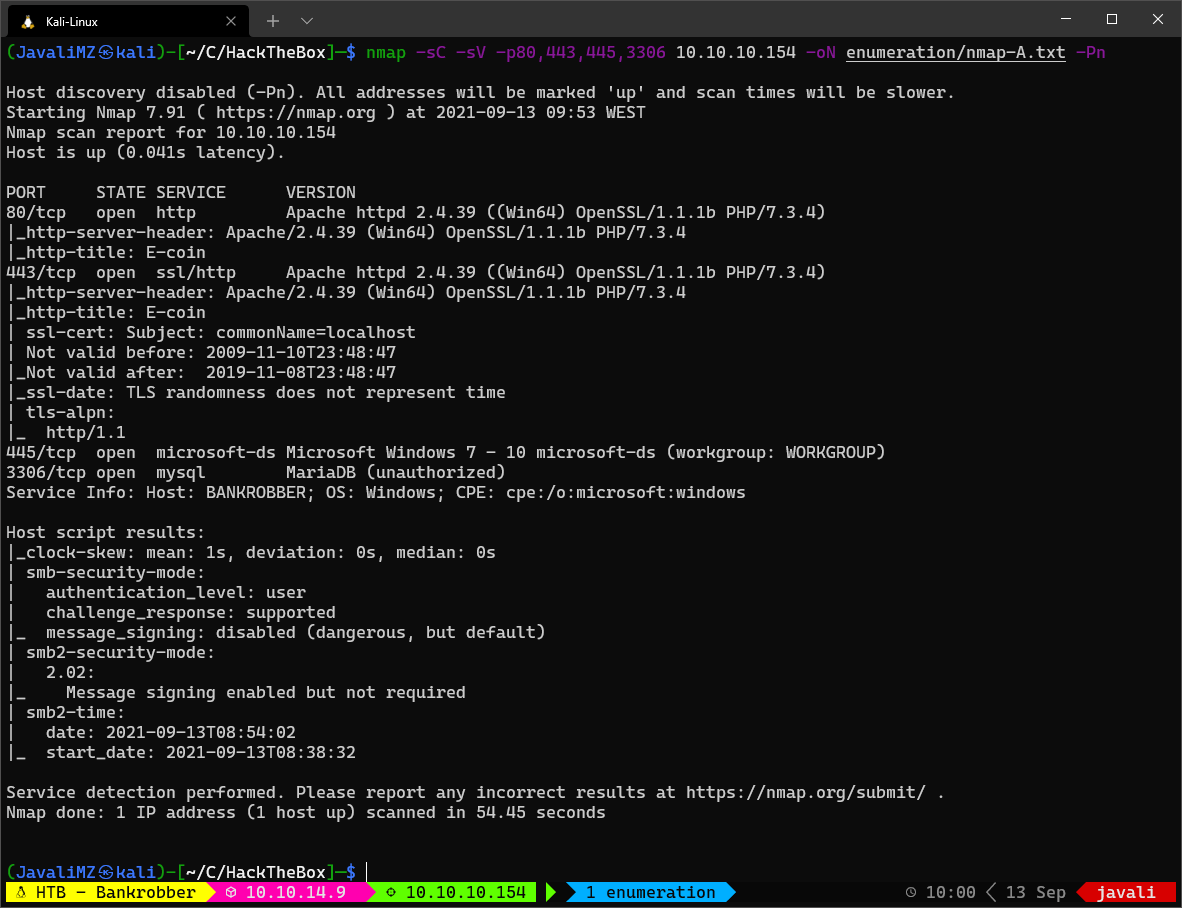 Kali-Linux
(JavaliMZ㉿kali)-[~/C/HackTheBox]-$ nmap -sC -sV -p80,443,445,3306 10.10.10.154 -oN enumeration/nmap-A.txt -Pn
Host discovery disabled (-Pn). All addresses will be marked 'up' and scan times will be slower.
Starting Nmap 7.91 ( https://nmap.org ) at 2021-09-13 09:53 WEST
Nmap scan report for 10.10.10.154
Host is up (0.041s latency).
PORT     STATE SERVICE      VERSION
80/tcp   open  http         Apache httpd 2.4.39 ((Win64) OpenSSL/1.1.1b PHP/7.3.4)
|_http-server-header: Apache/2.4.39 (Win64) OpenSSL/1.1.1b PHP/7.3.4
|_http-title: E-coin
443/tcp  open  ssl/http     Apache httpd 2.4.39 ((Win64) OpenSSL/1.1.1b PHP/7.3.4)
|_http-server-header: Apache/2.4.39 (Win64) OpenSSL/1.1.1b PHP/7.3.4
|_http-title: E-coin
| ssl-cert: Subject: commonName=localhost
| Not valid before: 2009-11-10T23:48:47
|_Not valid after:  2019-11-08T23:48:47
|_ssl-date: TLS randomness does not represent time
| tls-alpn:
|_  http/1.1
445/tcp  open  microsoft-ds Microsoft Windows 7 - 10 microsoft-ds (workgroup: WORKGROUP)
3306/tcp open  mysql        MariaDB (unauthorized)
Service Info: Host: BANKROBBER; OS: Windows; CPE: cpe:/o:microsoft:windows
Host script results:
|_clock-skew: mean: 1s, deviation: 0s, median: 0s
| smb-security-mode:
|   authentication_level: user
|   challenge_response: supported
|_  message_signing: disabled (dangerous, but default)
| smb2-security-mode:
|   2.02:
|_    Message signing enabled but not required
| smb2-time:
|   date: 2021-09-13T08:54:02
|_  start_date: 2021-09-13T08:38:32
Service detection performed. Please report any incorrect results at https://nmap.org/submit/ .
Nmap done: 1 IP address (1 host up) scanned in 54.45 seconds
(JavaliMZ㉿kali)-[~/C/HackTheBox]-$
HTB - Bankrobber 10.10.14.9 10.10.10.154 1 enumeration 10:00 13 Sep javali